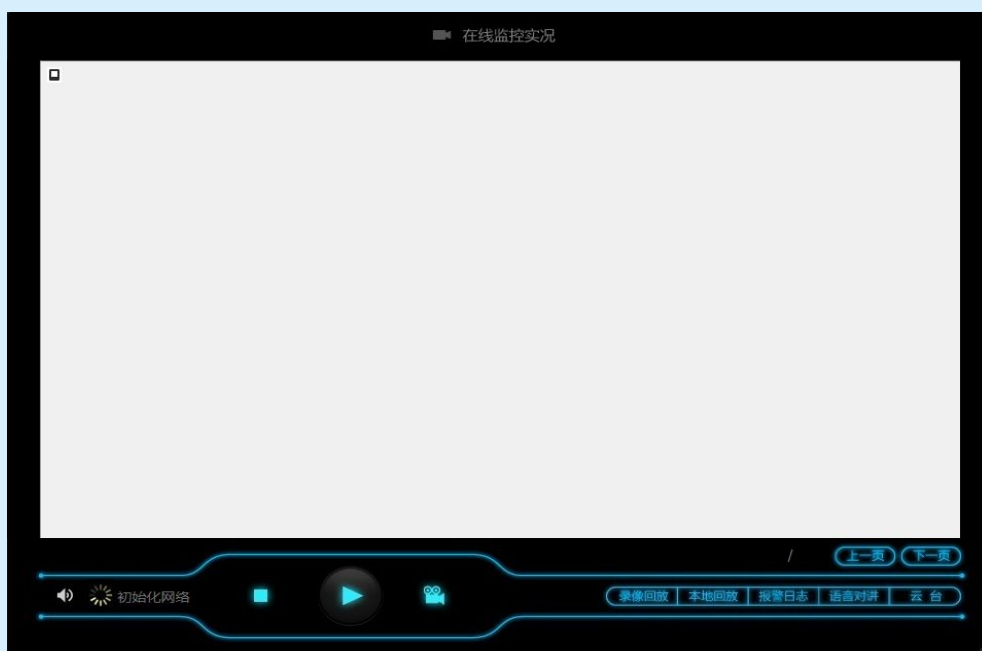 在线监控实况
/ 上一页 下一页
初始化网络 录像回放 本地回放 报警日志 语音对讲 云 台